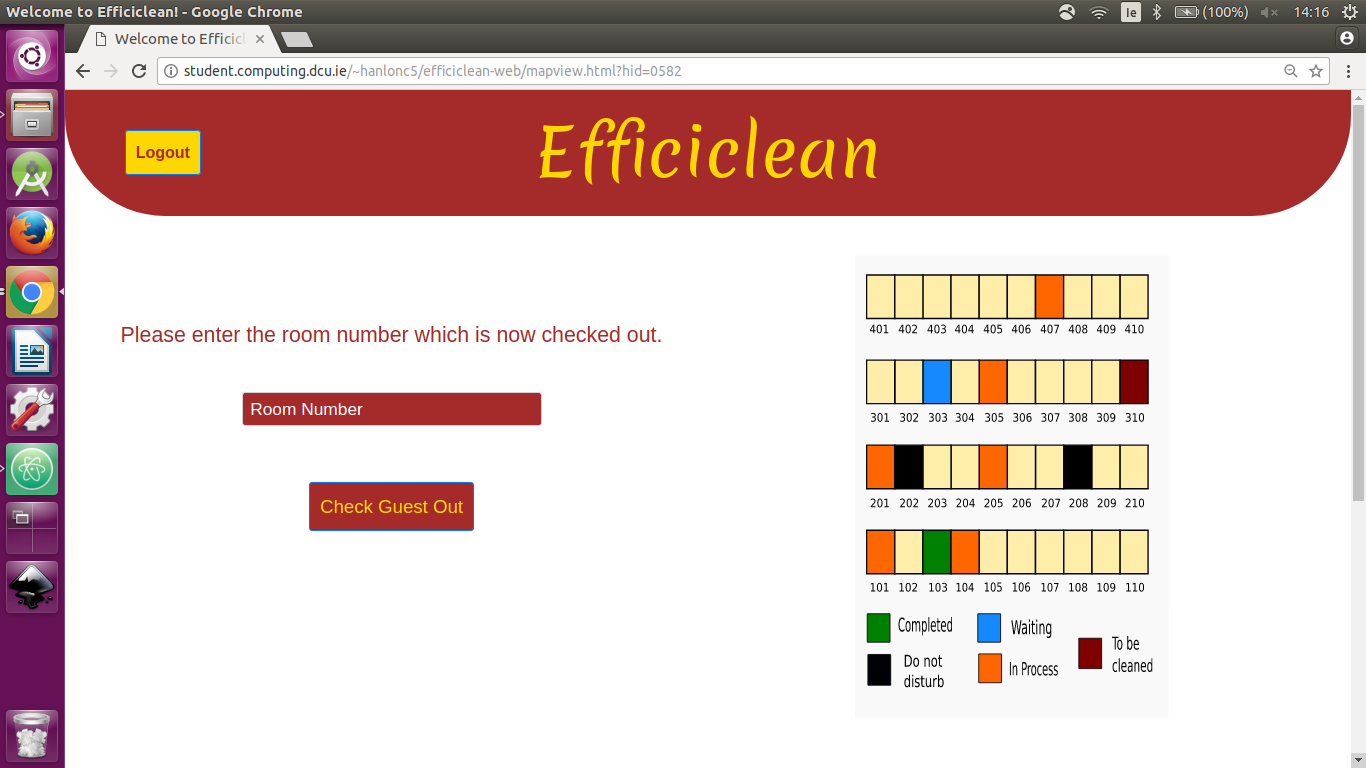 Welcome to Efficiclean! - Google Chrome
Ie
(100%)
14:16
Welcome to Efficl
student.computing.dcu.ie/~hanlonc5/efficiclean-web/mapview.html?hid=0582
Logout
Efficiclean
Please enter the room number which is now checked out.
Room Number
Check Guest Out
401 402 403 404 405 406 407 408 409 410
301 302 303 304 305 306 307 308 309 310
201 202 203 204 205 206 207 208 209 210
101 102 103 104 105 106 107 108 109 110
Completed
Waiting
To be
cleaned
Do not
disturb
In Process